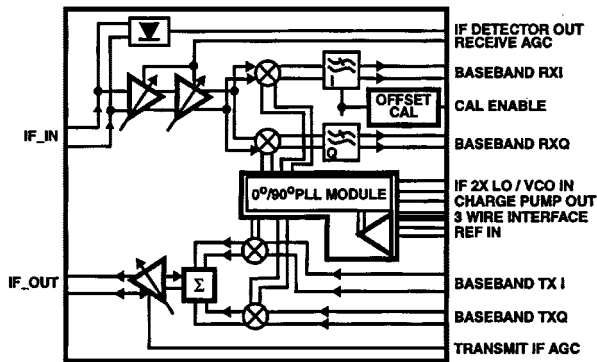 IF DETECTOR OUT
RECEIVE AGC
BASEBAND RXI
I
OFFSET
CAL
CAL ENABLE
IF_IN
BASEBAND RXQ
Q
IF 2X LO / VCO IN
0°/90°PLL MODULE
CHARGE PUMP OUT
3 WIRE INTERFACE
REF IN
IF_OUT
Σ
BASEBAND TX I
BASEBAND TXQ
TRANSMIT IF AGC